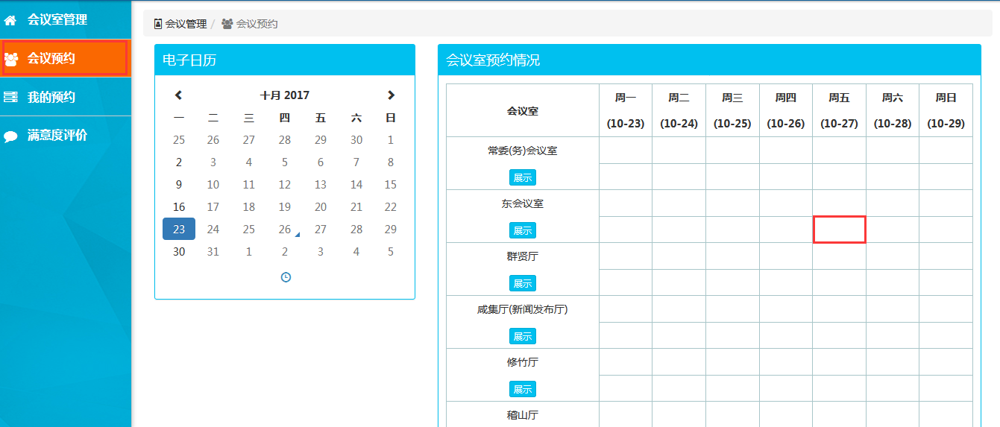 会议室管理
会议预约
我的预约
满意度评价
会议管理 / 会议预约
电子日历
十月 2017
一 二 三 四 五 六 日
25 26 27 28 29 30 1
2 3 4 5 6 7 8
9 10 11 12 13 14 15
16 17 18 19 20 21 22
23 24 25 26 27 28 29
30 31 1 2 3 4 5
会议室预约情况
会议室 周一 周二 周三 周四 周五 周六 周日
(10-23) (10-24) (10-25) (10-26) (10-27) (10-28) (10-29)
常委(务)会议室
展示
东会议室
展示
群贤厅
展示
咸集厅(新闻发布厅)
展示
修竹厅
展示
稽山厅